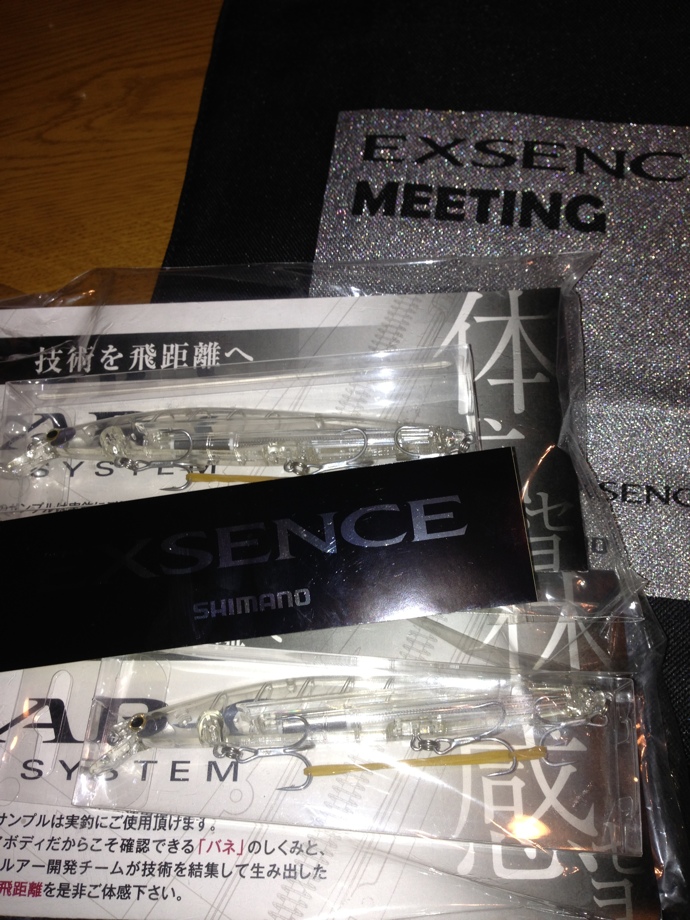 EXSENC
MEETING
技術を飛距離へ
体
SYSTEM
SENC
EXSENCE
SHIMANO
体
感
AR
SYSTEM
サンプルは実釣にご使用頂けます。
ボディだからこそ確認できる「バネ」のしくみと、
ルアー開発チームが技術を結集して生み出した
飛距離を是非ご体感下さい。